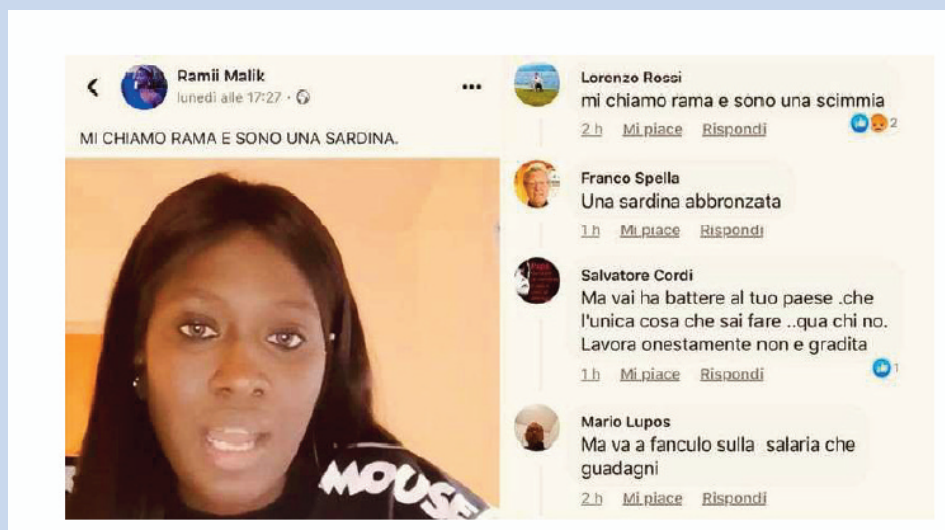 Ramii Malik
lunedì alle 17:27 ·
MI CHIAMO RAMA E SONO UNA SARDINA.
MOUSE
Lorenzo Rossi
mi chiamo rama e sono una scimmia
2 h Mi piace Rispondi
2
Franco Spella
Una sardina abbronzata
1 h Mi piace Rispondi
Salvatore Cordi
Ma vai ha battere al tuo paese .che
l'unica cosa che sai fare ..qua chi no.
Lavora onestamente non e gradita
1 h Mi piace Rispondi
1
Mario Lupos
Ma va a fanculo sulla salaria che
guadagni
2 h Mi piace Rispondi